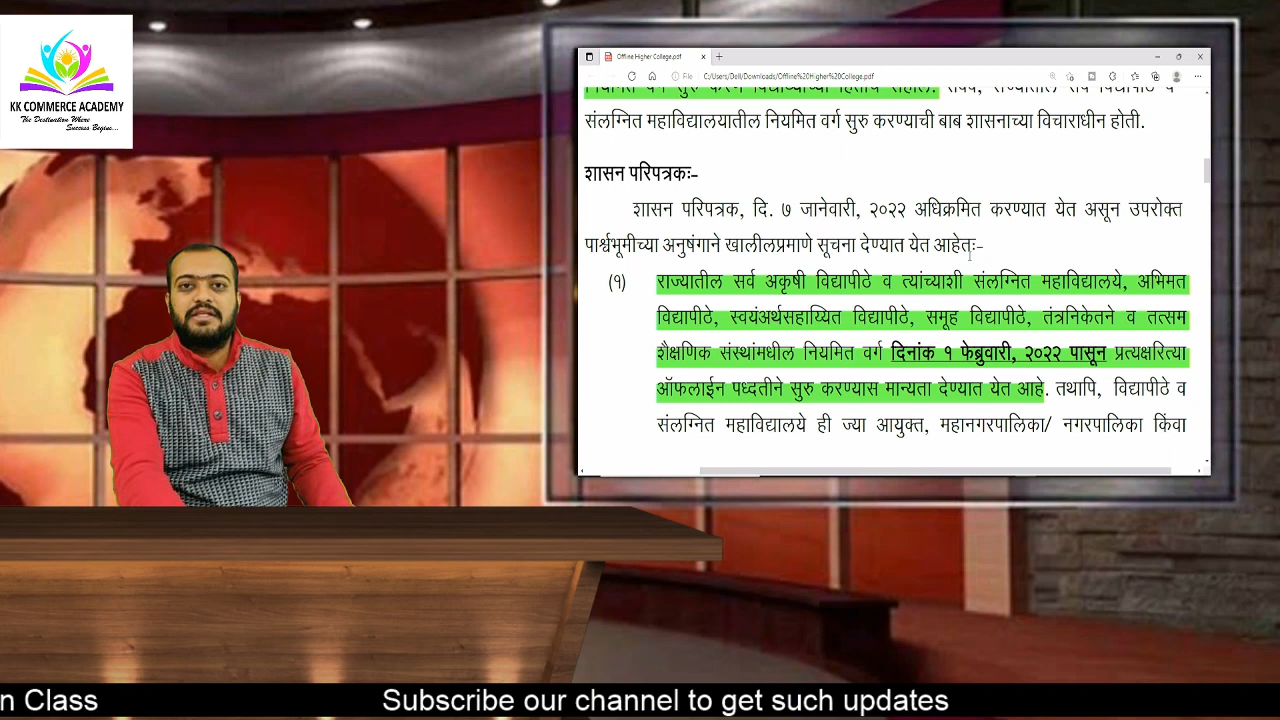 KK COMMERCE ACADEMY
The Destination Where
Success Begins...
Offline Higher College.pdf
File
C:/Users/Dell/Downloads/Offline%20Higher%20College.pdf
संलग्नित महाविद्यालयातील नियमित वर्ग सुरु करण्याची बाब शासनाच्या विचाराधीन होती.
शासन परिपत्रकः-
शासन परिपत्रक, दि. ७ जानेवारी, २०२२ अधिक्रमित करण्यात येत असून उपरोक्त
पार्श्वभूमीच्या अनुषंगाने खालीलप्रमाणे सूचना देण्यात येत आहेतः-
(१) राज्यातील सर्व अकृषी विद्यापीठे व त्यांच्याशी संलग्नित महाविद्यालये, अभिमत
विद्यापीठे, स्वयंअर्थसहाय्यित विद्यापीठे, समूह विद्यापीठे, तंत्रनिकेतने व तत्सम
शैक्षणिक संस्थांमधील नियमित वर्ग दिनांक १ फेब्रुवारी, २०२२ पासून प्रत्यक्षरित्या
ऑफलाईन पध्दतीने सुरु करण्यास मान्यता देण्यात येत आहे. तथापि, विद्यापीठे व
संलग्नित महाविद्यालये ही ज्या आयुक्त, महानगरपालिका/ नगरपालिका किंवा
n Class Subscribe our channel to get such updates